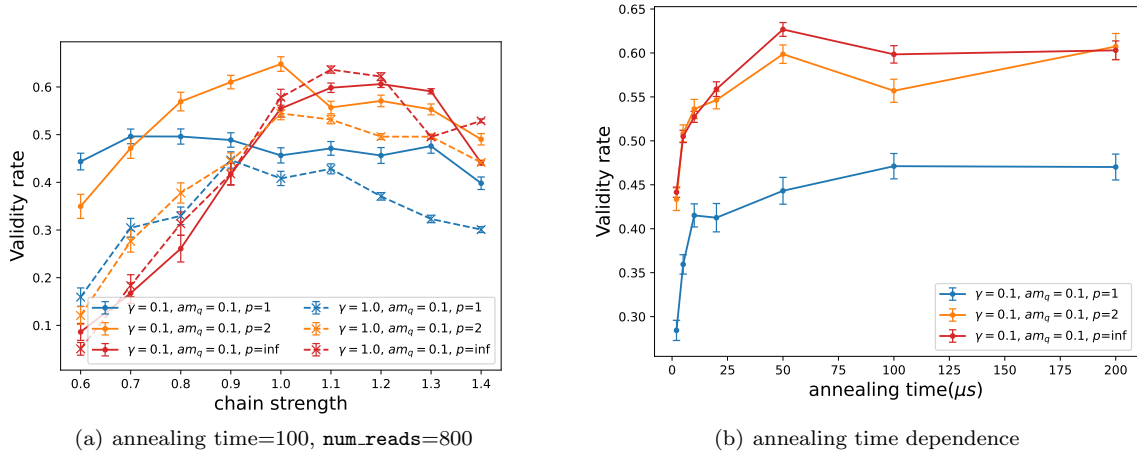 Validity rate
0.6
0.5
0.4
0.3
0.2
0.1
γ = 0.1, am_q = 0.1, p=1
γ = 0.1, am_q = 0.1, p=2
γ = 0.1, am_q = 0.1, p=inf
γ = 1.0, am_q = 0.1, p=1
γ = 1.0, am_q = 0.1, p=2
γ = 1.0, am_q = 0.1, p=inf
0.6 0.7 0.8 0.9 1.0 1.1 1.2 1.3 1.4
chain strength
(a) annealing time=100, num_reads=800
Validity rate
0.65
0.60
0.55
0.50
0.45
0.40
0.35
0.30
γ = 0.1, am_q = 0.1, p=1
γ = 0.1, am_q = 0.1, p=2
γ = 0.1, am_q = 0.1, p=inf
0 25 50 75 100 125 150 175 200
annealing time(μs)
(b) annealing time dependence